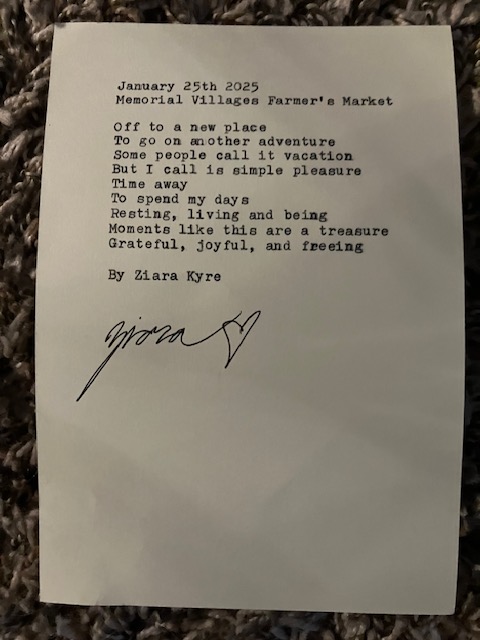 January 25th 2025
Memorial Villages Farmer's Market
Off to a new place
To go on another adventure
Some people call it vacation
But I call is simple pleasure
Time away
To spend my days
Resting, living and being
Moments like this are a treasure
Grateful, joyful, and freeing
By Ziara Kyre
Ziara